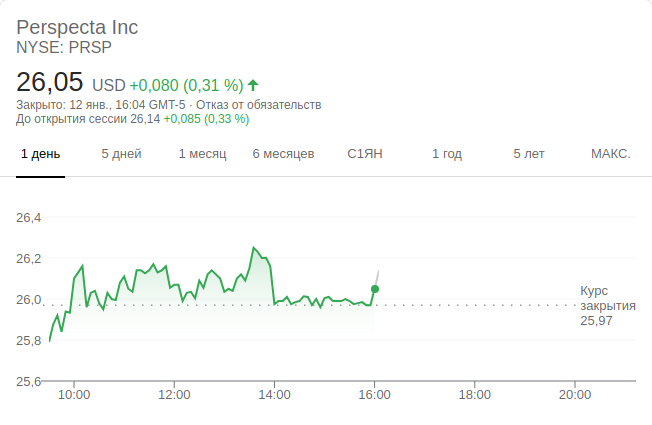 Perspecta Inc
NYSE: PRSP
26,05 USD +0,080 (0,31 %)
Закрыто: 12 янв., 16:04 GMT-5 · Отказ от обязательств
До открытия сессии 26,14 +0,085 (0,33 %)
1 день 5 дней 1 месяц 6 месяцев С1ЯН 1 год 5 лет МАКС.
26,4
26,2
26,0
25,8
25,6
Курс
закрытия
25,97
10:00 12:00 14:00 16:00 18:00 20:00